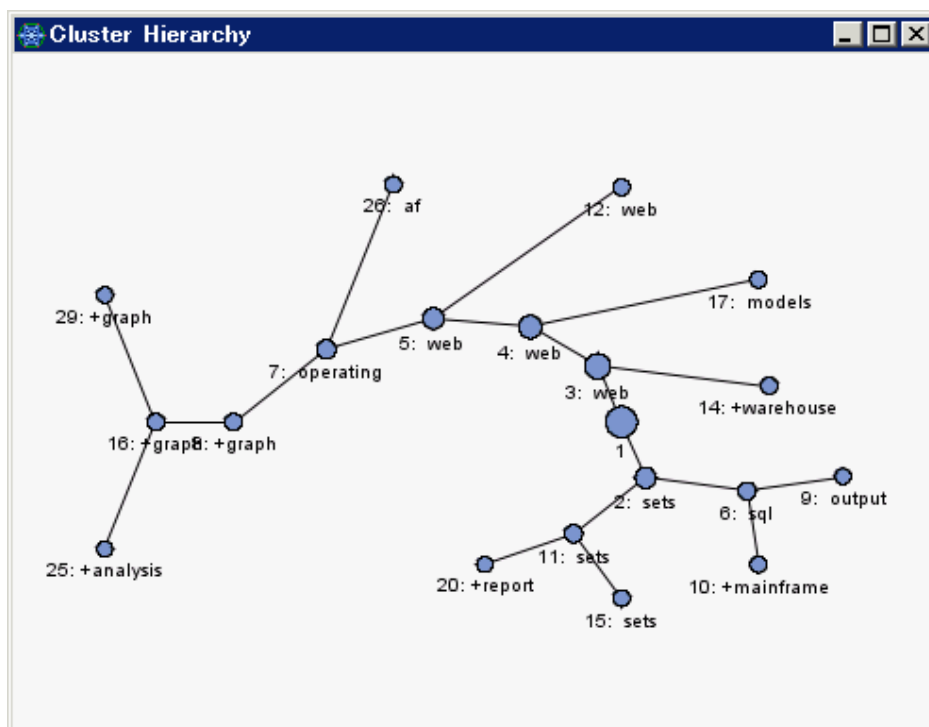 Cluster Hierarchy
26: af
12: web
17: models
29: +graph
5: web
4: web
7: operating
3: web
14: +warehouse
16: +graph
8: +graph
1
2: sets
9: output
6: sql
11: sets
25: +analysis
20: +report
10: +mainframe
15: sets